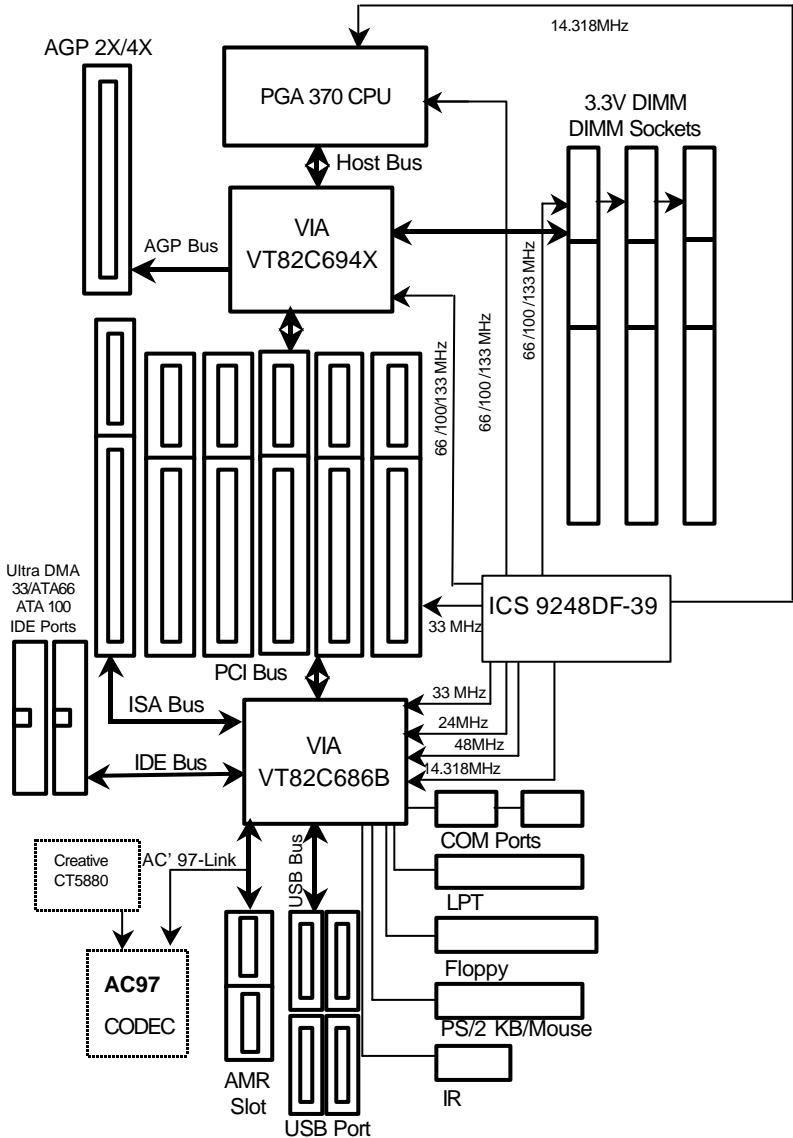 14.318MHz
AGP 2X/4X
PGA 370 CPU
3.3V DIMM
DIMM Sockets
Host Bus
VIA
VT82C694X
AGP Bus
66/100/133 MHz
66/100/133 MHz
66/100/133 MHz
Ultra DMA
33/ATA66
ATA 100
IDE Ports
ICS 9248DF-39
33 MHz
PCI Bus
ISA Bus
33 MHz
24MHz
VIA
VT82C686B
48MHz
IDE Bus
14.318MHz
COM Ports
Creative
CT5880
AC' 97-Link
USB Bus
LPT
AC97
CODEC
Floppy
PS/2 KB/Mouse
AMR
Slot
IR
USB Port